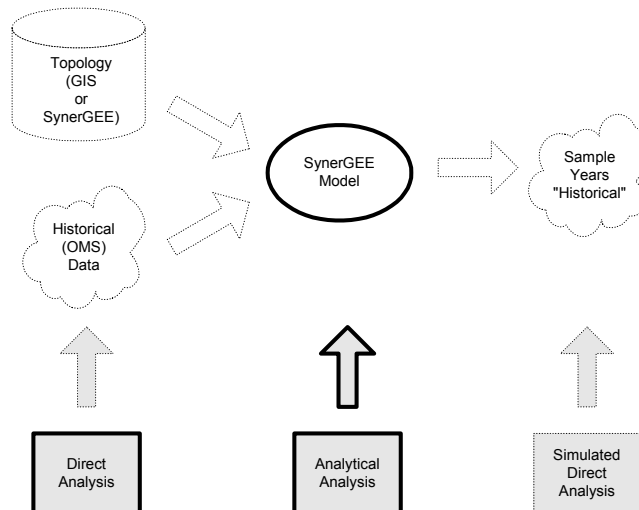 Topology
(GIS
or
SynerGEE)
SynerGEE
Model
Sample
Years
"Historical"
Historical
(OMS)
Data
Direct
Analysis
Analytical
Analysis
Simulated
Direct
Analysis